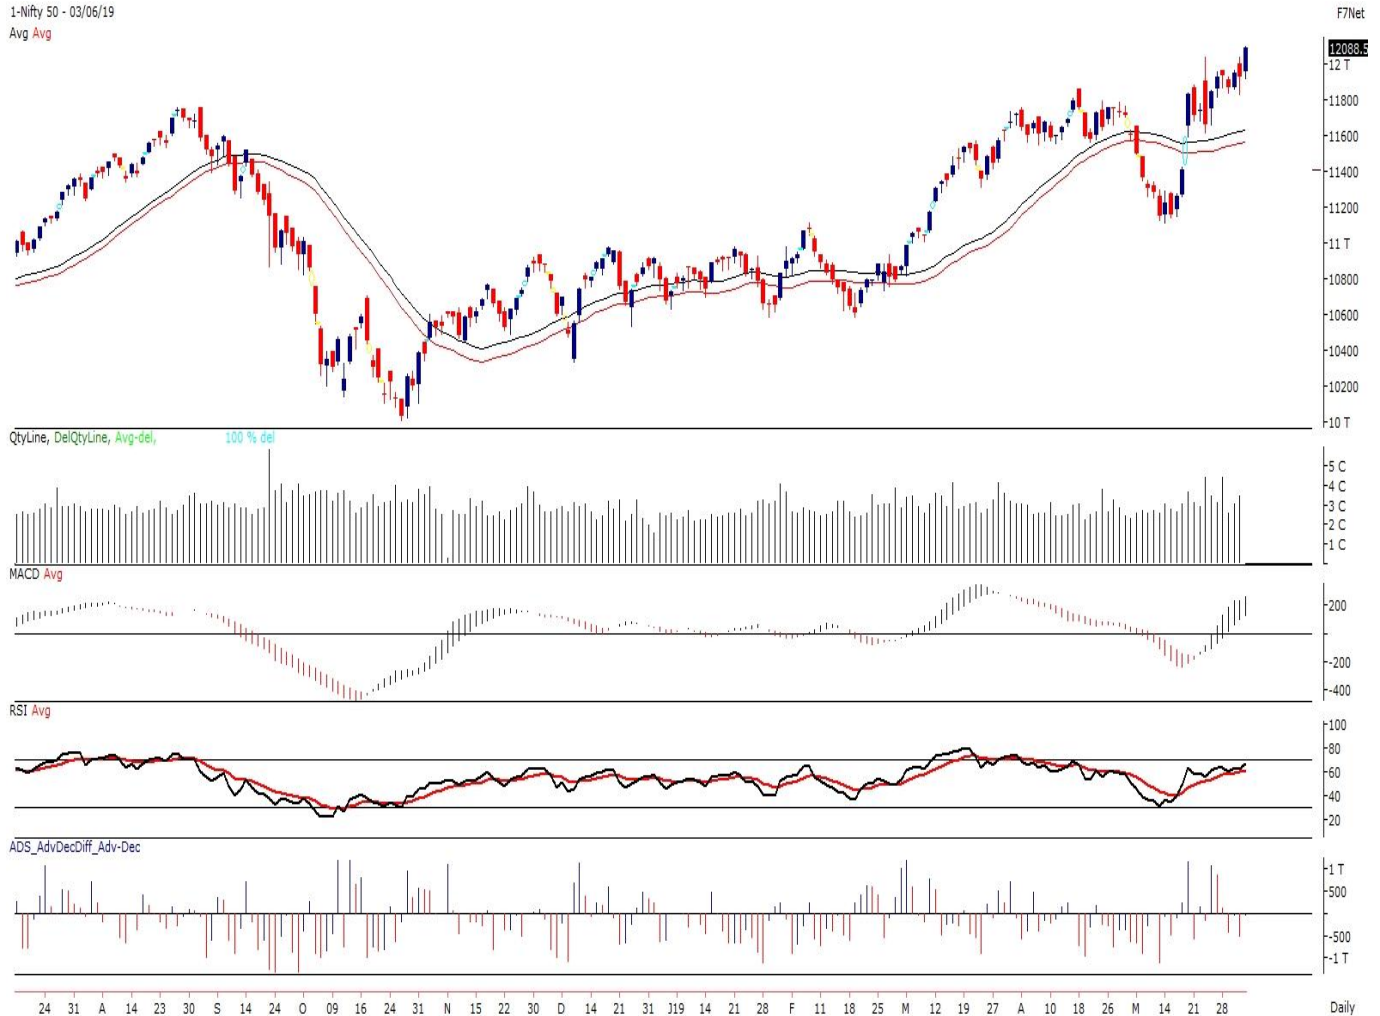 1-Nifty 50 - 03/06/19
F7Net
Avg Avg
12088.5
12 T
11800
11600
11400
11200
11 T
10800
10600
10400
10200
10 T
QtyLine, DelQtyLine, Avg-del, 100 % del
5 C
4 C
3 C
2 C
1 C
MACD Avg
200
-200
-400
RSI Avg
100
80
60
40
20
ADS_AdvDecDiff_Adv-Dec
1 T
500
-500
-1 T
24 31 A 14 23 30 S 14 24 O 09 16 24 31 N 15 22 30 D 14 21 31 J19 14 21 28 F 11 18 25 M 12 19 27 A 10 18 26 M 14 21 28 Daily